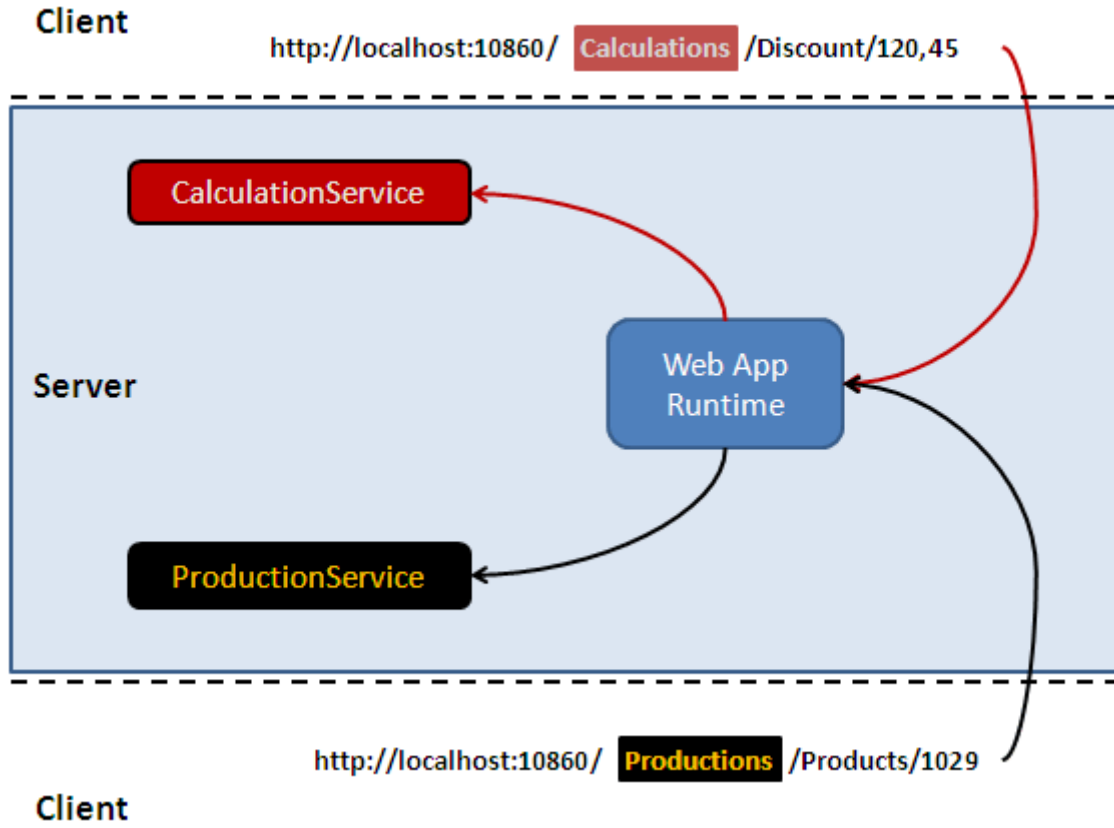 Client
http://localhost:10860/ Calculations /Discount/120,45
CalculationService
Web App
Runtime
Server
ProductionService
http://localhost:10860/ Productions /Products/1029
Client